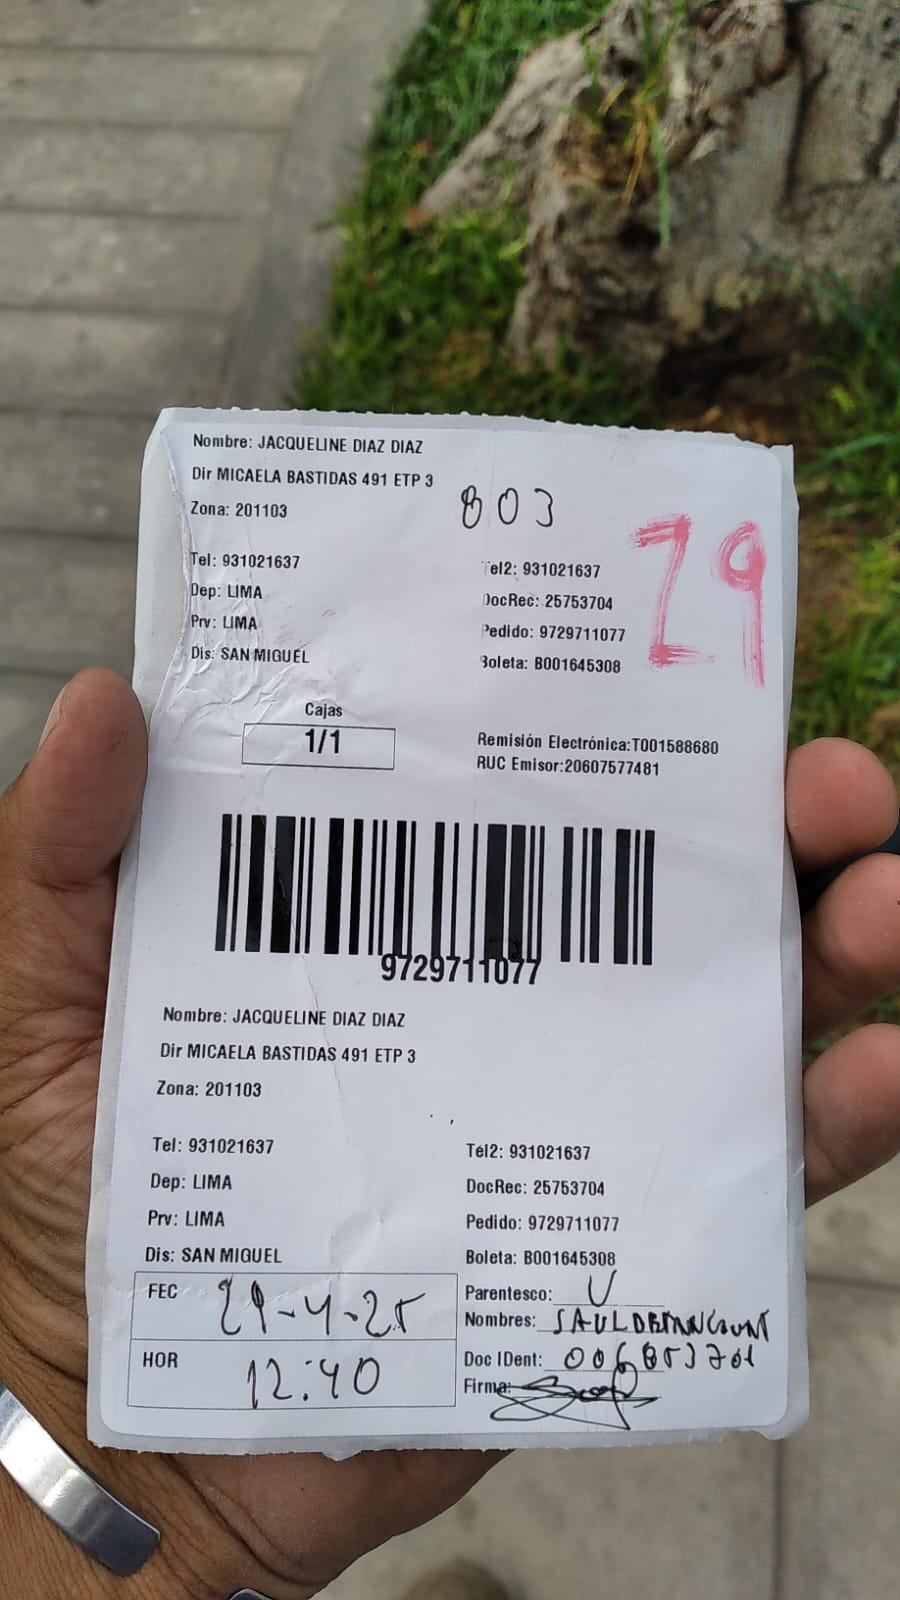 Nombre: JACQUELINE DIAZ DIAZ
Dir MICAELA BASTIDAS 491 ETP 3
803
Zona: 201103
29
Tel: 931021637
Tel2: 931021637
Dep: LIMA
DocRec: 25753704
Prv: LIMA
Pedido: 9729711077
Dis: SAN MIGUEL
Boleta: B001645308
Cajas
1/1
Remisión Electrónica:T001588680
RUC Emisor:20607577481
9729711077
Nombre: JACQUELINE DIAZ DIAZ
Dir MICAELA BASTIDAS 491 ETP 3
Zona: 201103
Tel: 931021637
Tel2: 931021637
Dep: LIMA
DocRec: 25753704
Prv: LIMA
Pedido: 9729711077
Dis: SAN MIGUEL
Boleta: B001645308
FEC 29-4-25
Parentesco: U
Nombres: SAUL
HOR 12:40
Doc IDent:
Firma: